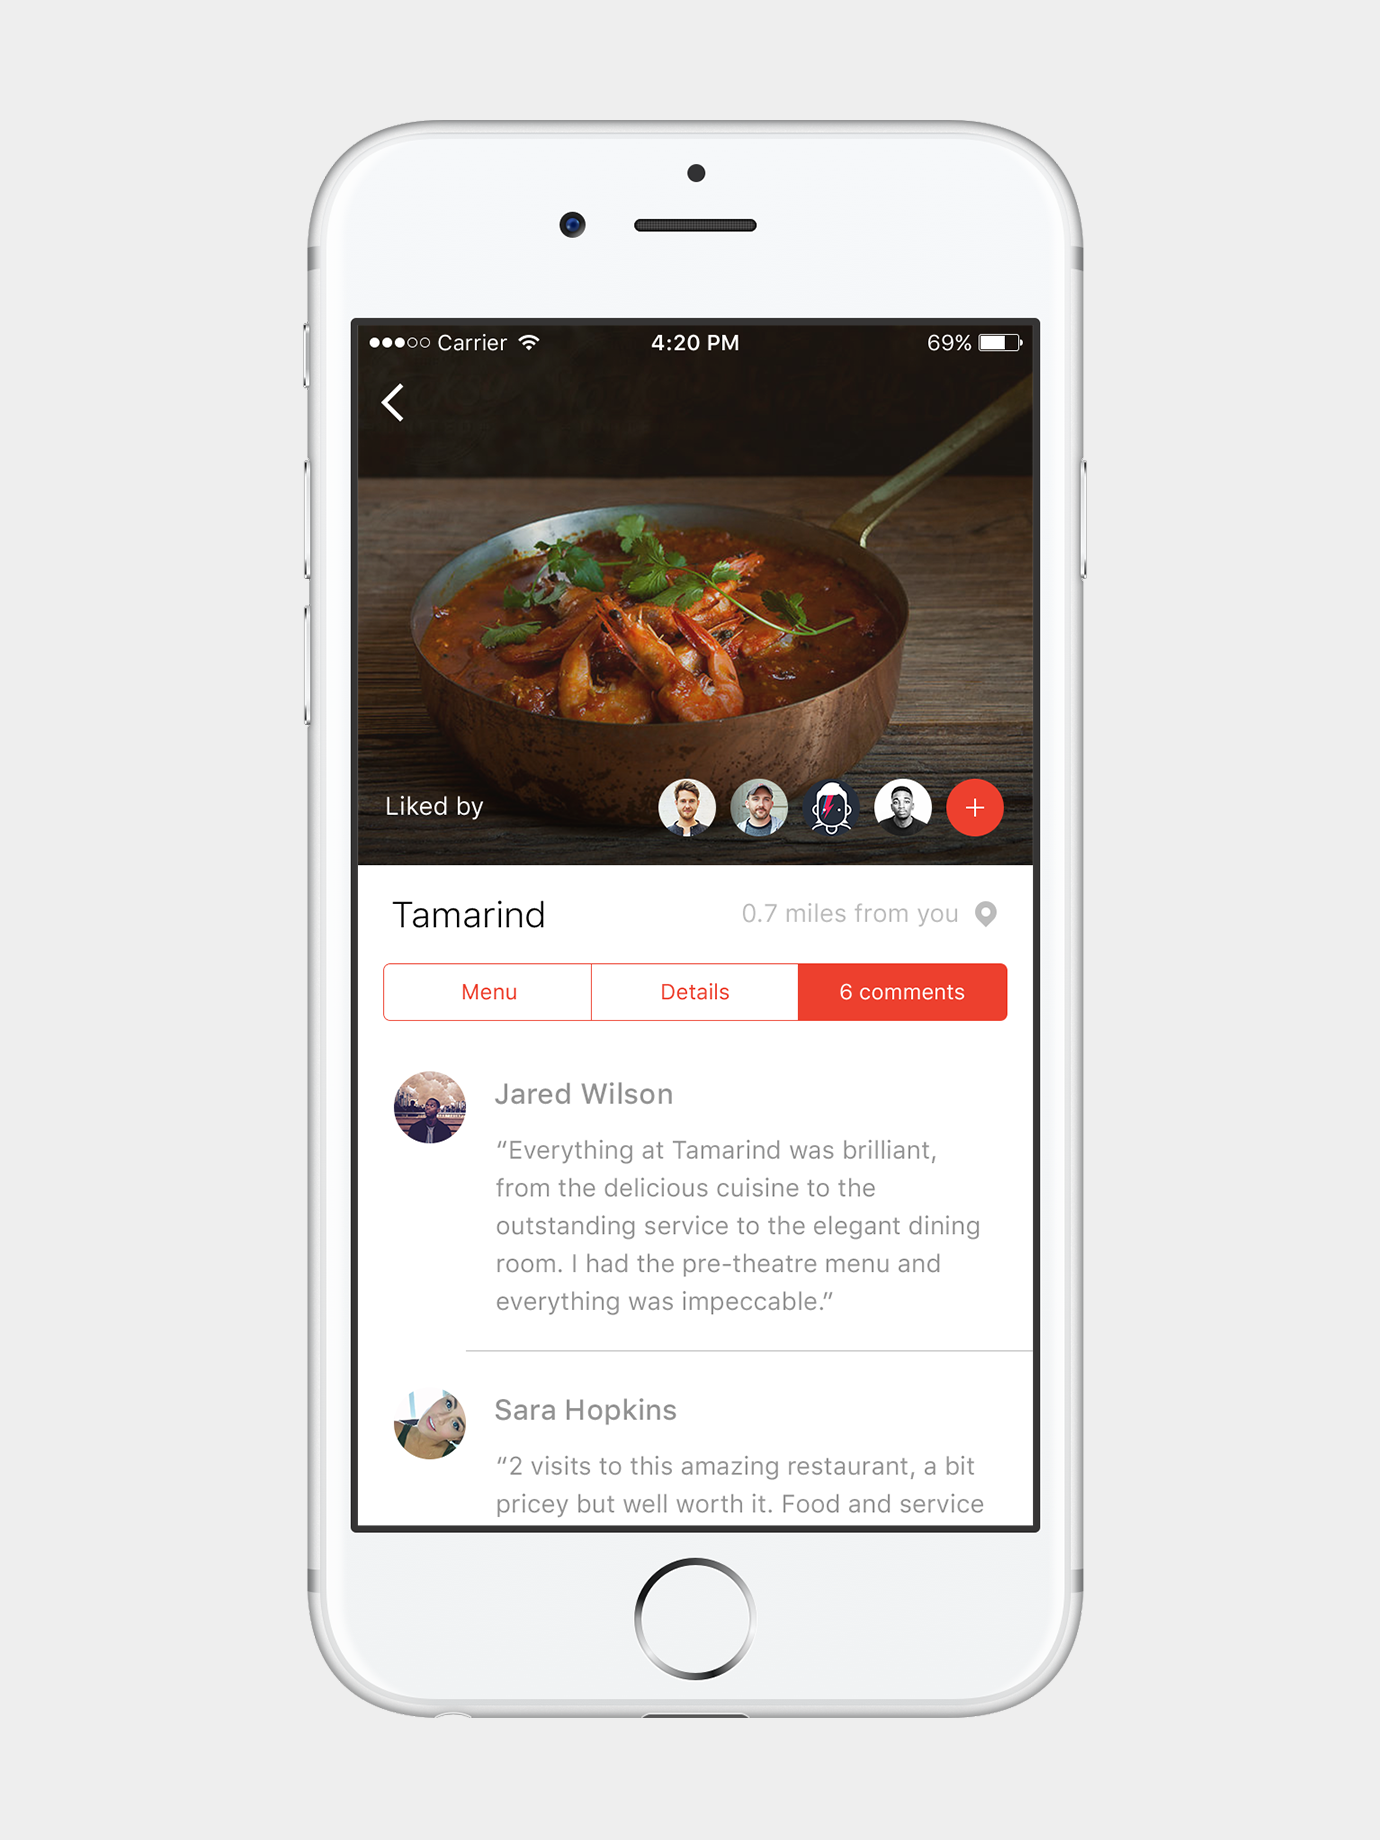 Carrier 4:20 PM 69%
Liked by
Tamarind 0.7 miles from you
Menu Details 6 comments
Jared Wilson
“Everything at Tamarind was brilliant,
from the delicious cuisine to the
outstanding service to the elegant dining
room. I had the pre-theatre menu and
everything was impeccable.”
Sara Hopkins
“2 visits to this amazing restaurant, a bit
pricey but well worth it. Food and service